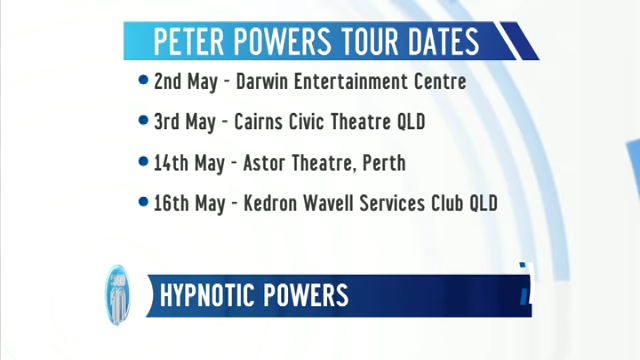 PETER POWERS TOUR DATES
2nd May - Darwin Entertainment Centre
3rd May - Cairns Civic Theatre QLD
14th May - Astor Theatre, Perth
16th May - Kedron Wavell Services Club QLD
HYPNOTIC POWERS